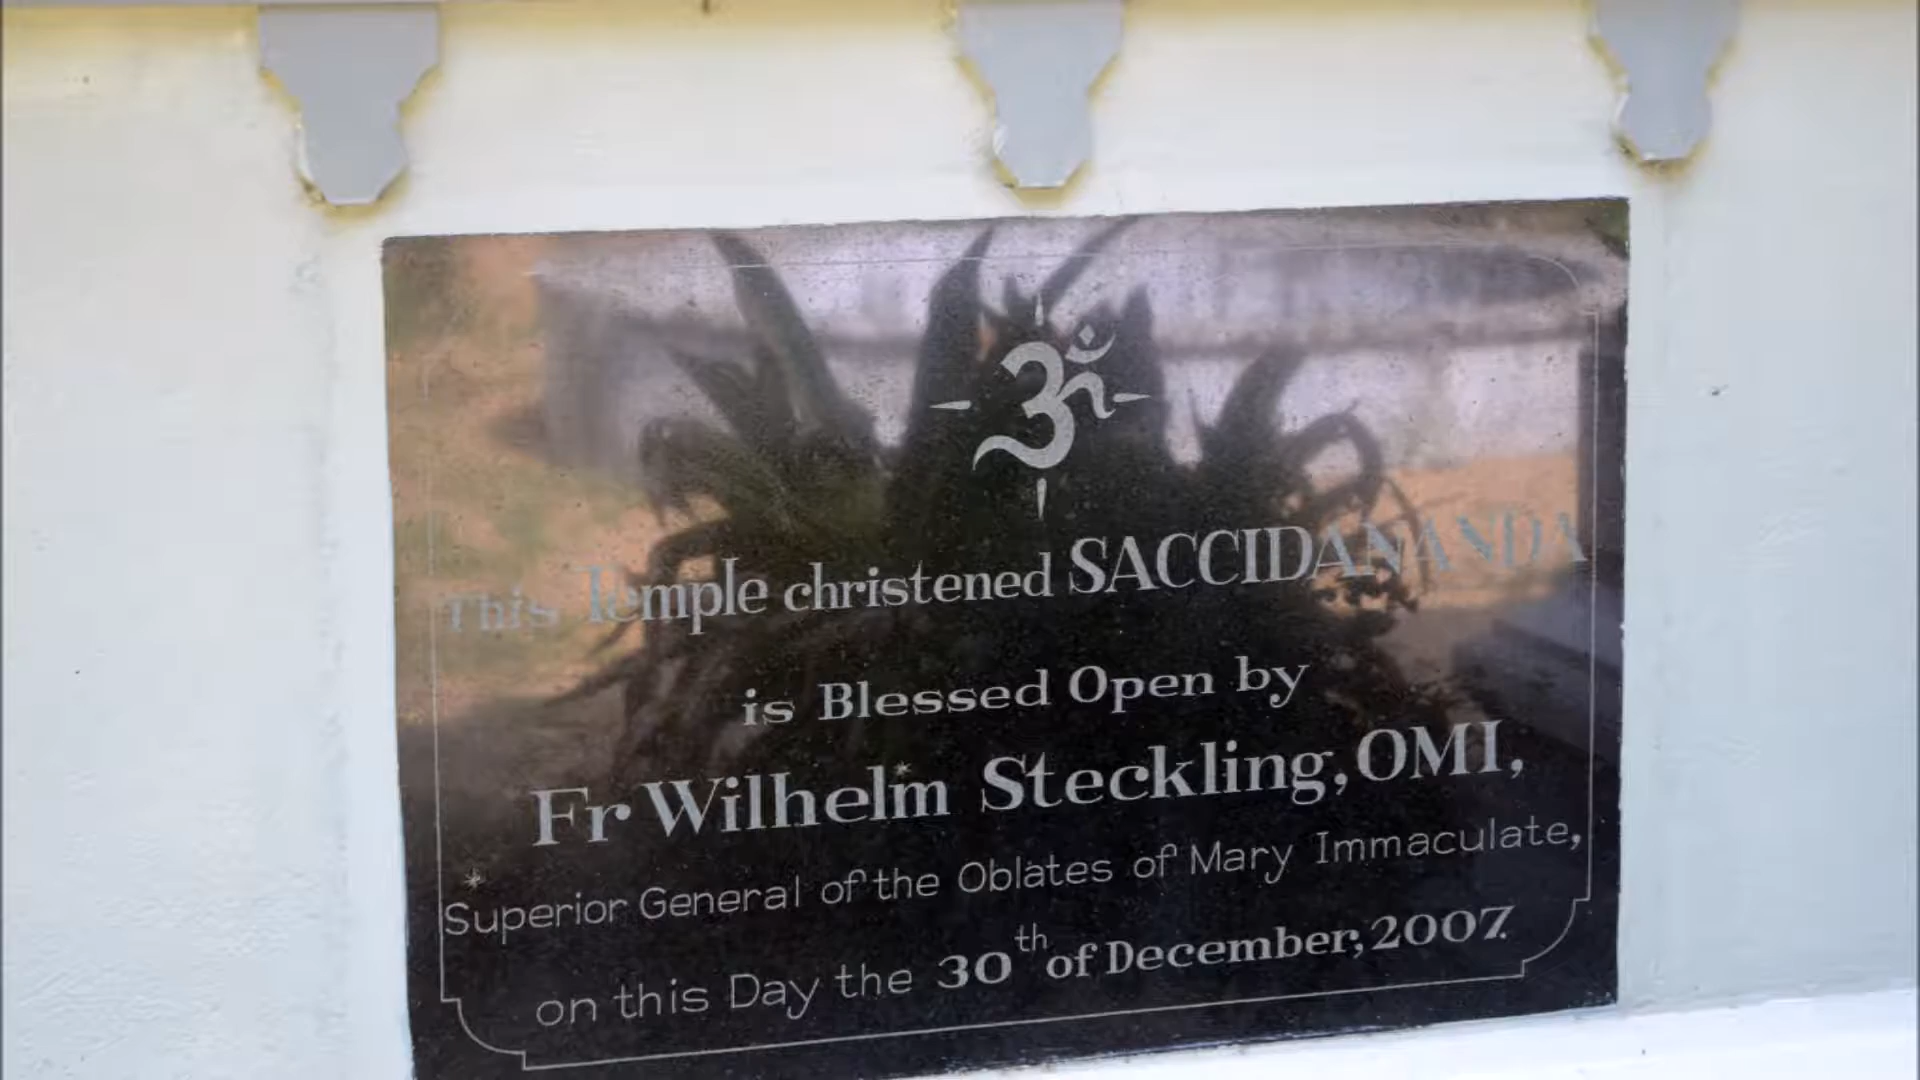 ॐ
This Temple christened SACCIDANANDA
is Blessed Open by
Fr Wilhelm Steckling, OMI,
Superior General of the Oblates of Mary Immaculate,
on this Day the 30th of December, 2007.